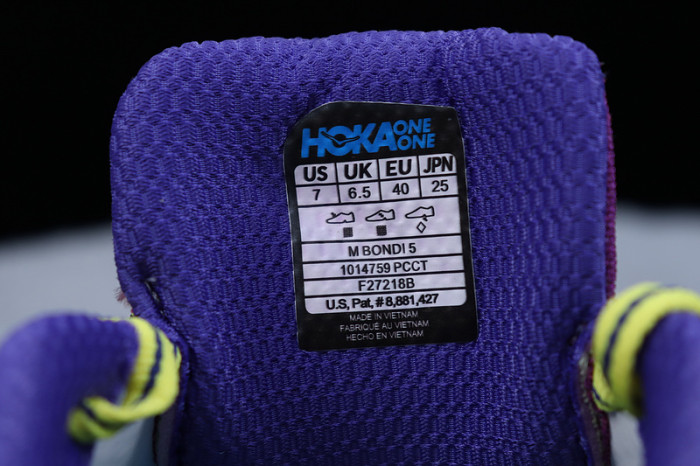 HOKA ONE ONE
US UK EU JPN
7 6.5 40 25
M BONDI 5
1014759 PCCT
F27218B
U.S, Pat, # 8,881,427
MADE IN VIETNAM
FABRIQUÉ AU VIETNAM
HECHO EN VIETNAM